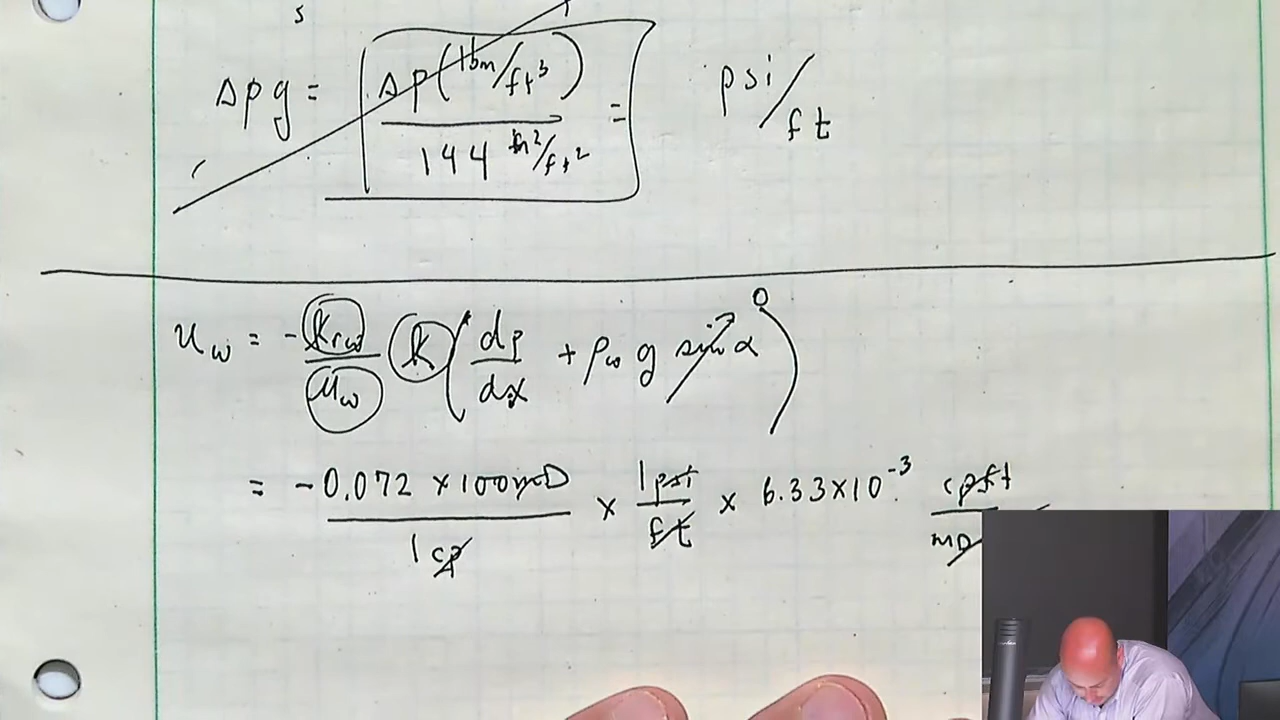 s
Δρg = Δρ(lbm/ft³) / 144 in²/ft² = psi/ft
u_w = - k_rw / μ_w k ( dp/dx + ρ_w g sin α ) 0
= - 0.072 × 100 mD / 1 cp × 1 psi / ft × 6.33×10⁻³ cp ft / mD